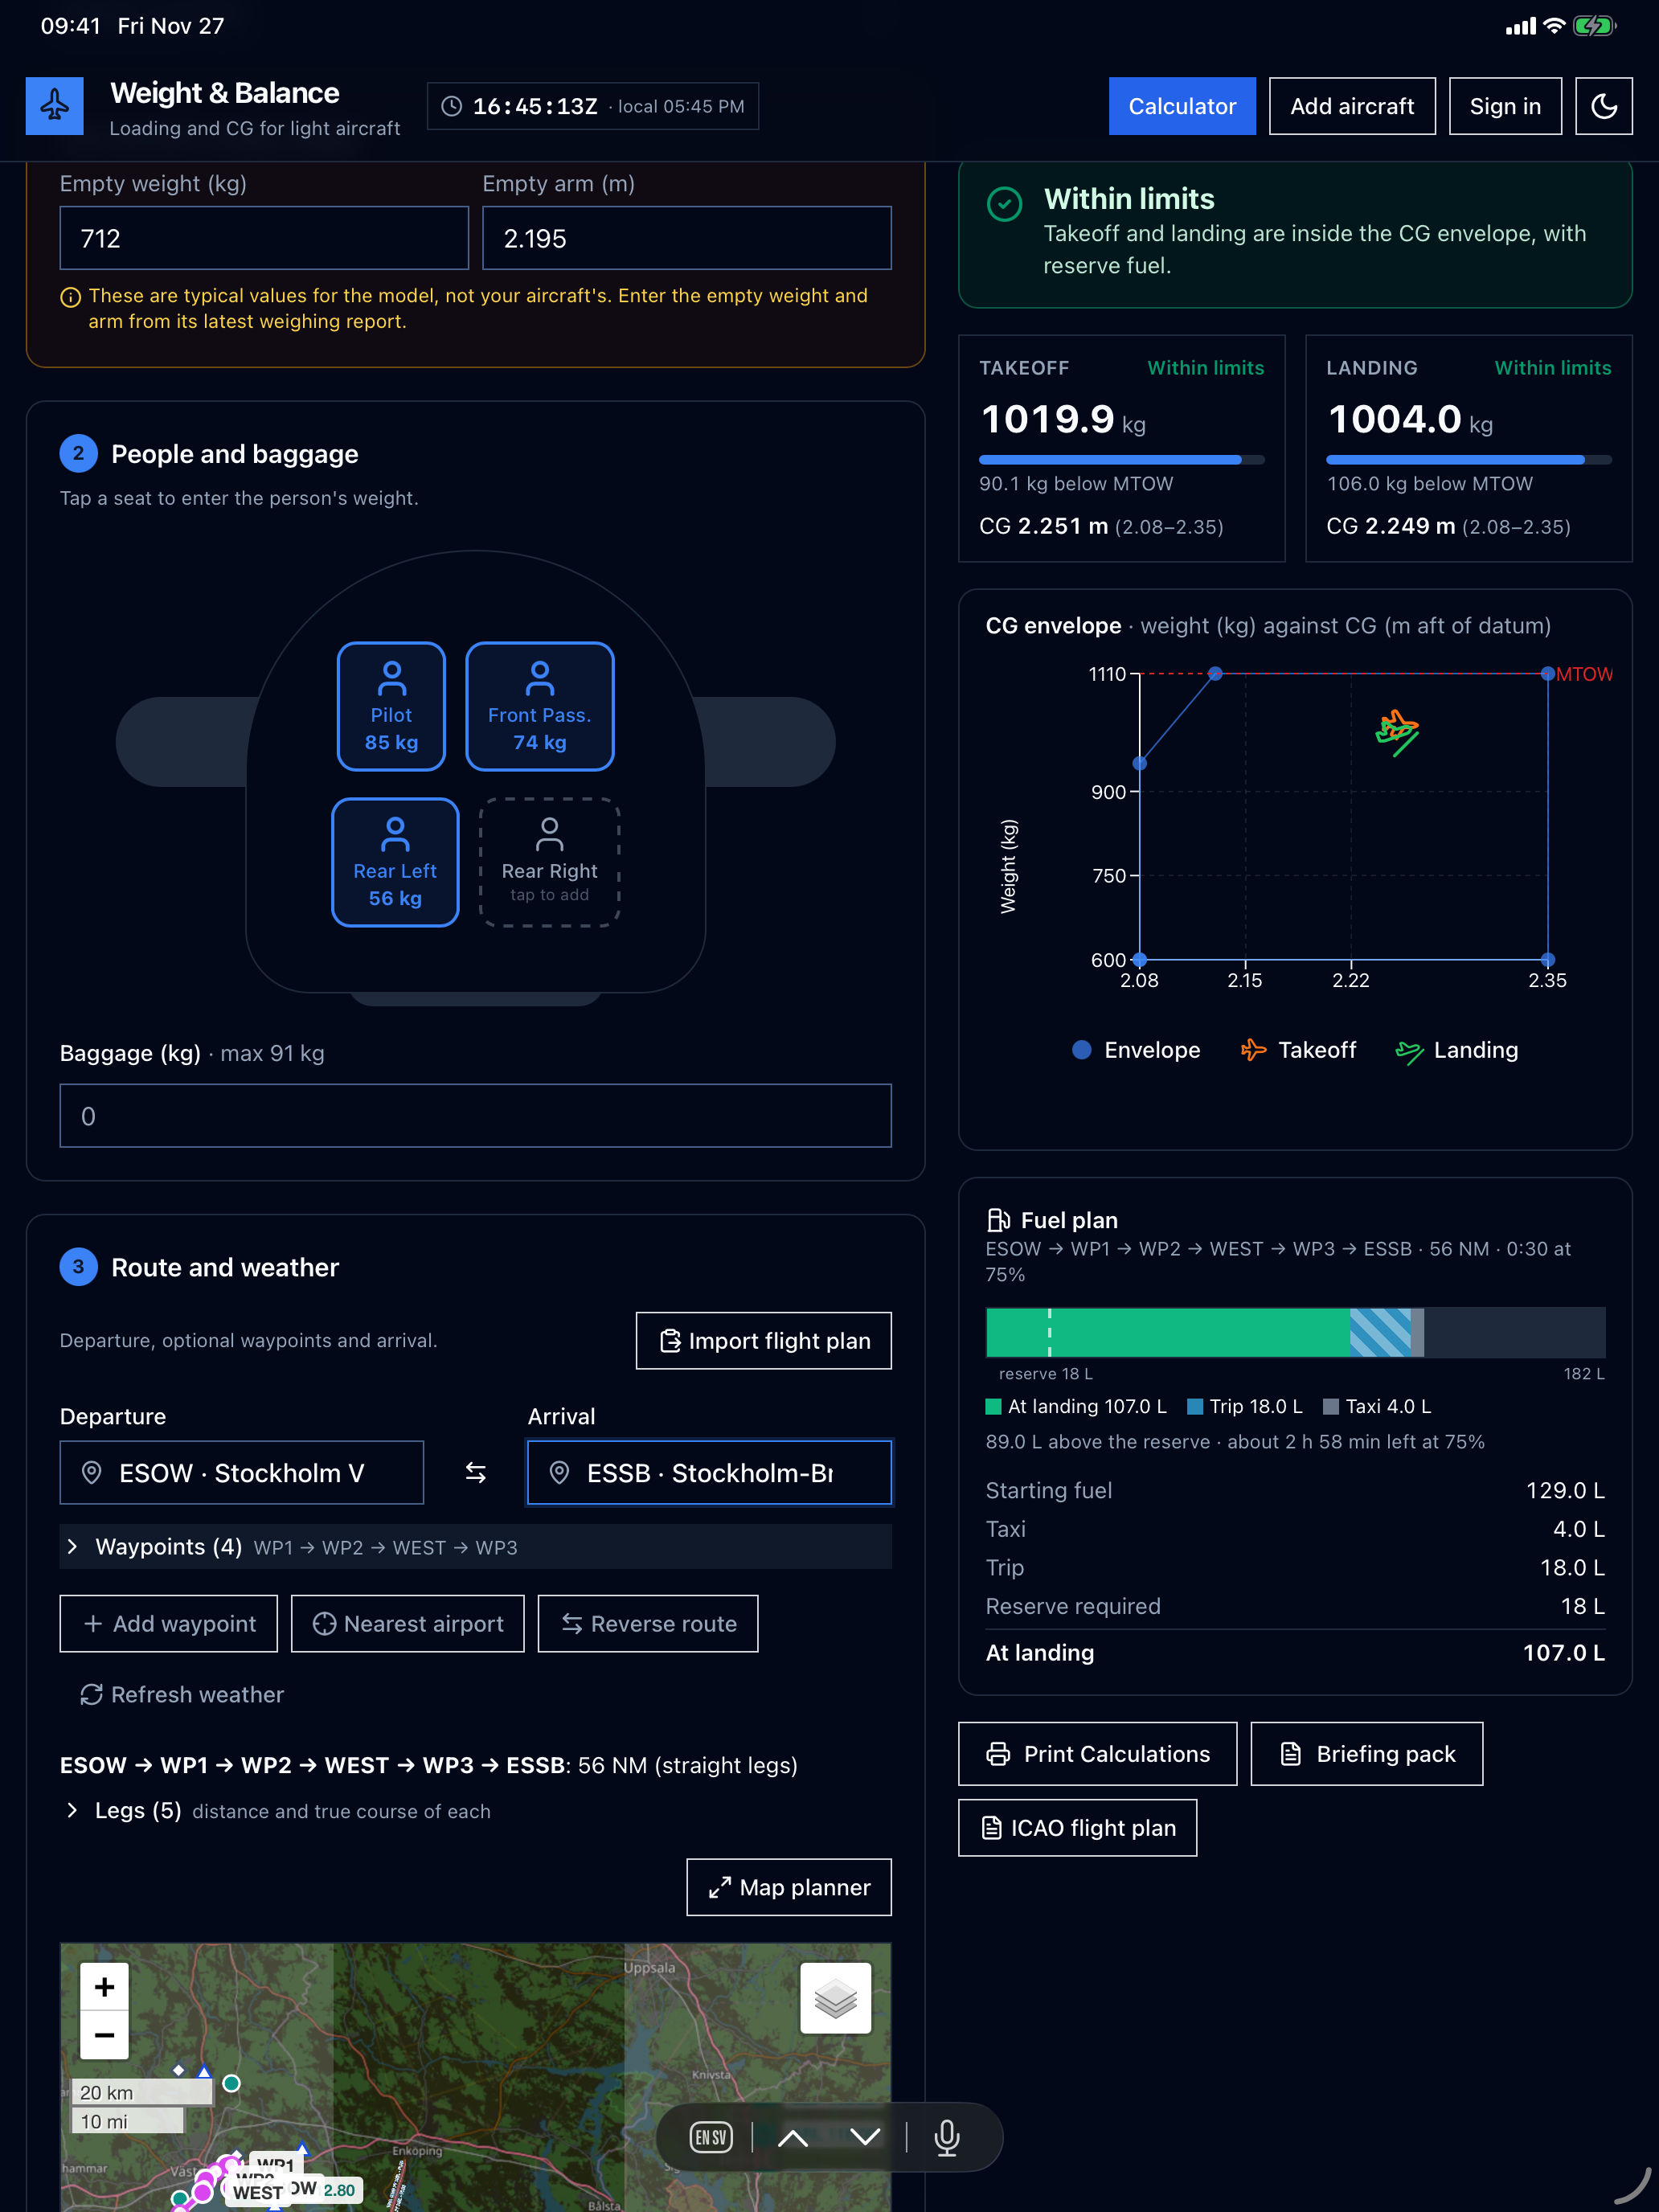 09:41 Fri Nov 27
Weight & Balance
Loading and CG for light aircraft
16:45:13Z · local 05:45 PM
Calculator
Add aircraft
Sign in
Empty weight (kg)
Empty arm (m)
712
2.195
These are typical values for the model, not your aircraft's. Enter the empty weight and
arm from its latest weighing report.
2 People and baggage
Tap a seat to enter the person's weight.
Pilot
85 kg
Front Pass.
74 kg
Rear Left
56 kg
Rear Right
tap to add
Baggage (kg) · max 91 kg
0
3 Route and weather
Departure, optional waypoints and arrival.
Import flight plan
Departure
Arrival
ESOW · Stockholm V
ESSB · Stockholm-Br
Waypoints (4) WP1 → WP2 → WEST → WP3
Add waypoint
Nearest airport
Reverse route
Refresh weather
ESOW → WP1 → WP2 → WEST → WP3 → ESSB: 56 NM (straight legs)
Legs (5) distance and true course of each
Map planner
+
−
20 km
10 mi
Uppsala
Knivsta
Enköping
Bålsta
hammar
Väst
WP1
WP2
WEST
OW 2.80
EN SV
Within limits
Takeoff and landing are inside the CG envelope, with
reserve fuel.
TAKEOFF Within limits
1019.9 kg
90.1 kg below MTOW
CG 2.251 m (2.08–2.35)
LANDING Within limits
1004.0 kg
106.0 kg below MTOW
CG 2.249 m (2.08–2.35)
CG envelope · weight (kg) against CG (m aft of datum)
1110
MTOW
900
750
600
Weight (kg)
2.08
2.15
2.22
2.35
Envelope
Takeoff
Landing
Fuel plan
ESOW → WP1 → WP2 → WEST → WP3 → ESSB · 56 NM · 0:30 at
75%
reserve 18 L
182 L
At landing 107.0 L
Trip 18.0 L
Taxi 4.0 L
89.0 L above the reserve · about 2 h 58 min left at 75%
Starting fuel 129.0 L
Taxi 4.0 L
Trip 18.0 L
Reserve required 18 L
At landing 107.0 L
Print Calculations
Briefing pack
ICAO flight plan